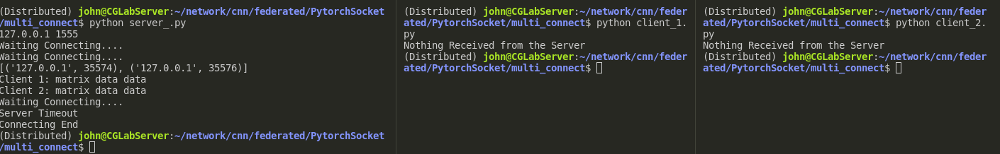 (Distributed) john@CGLabServer:~/network/cnn/federated/PytorchSocket
/multi_connect$ python server_.py
127.0.0.1 1555
Waiting Connecting....
Waiting Connecting....
[('127.0.0.1', 35574), ('127.0.0.1', 35576)]
Client 1: matrix data data
Client 2: matrix data data
Waiting Connecting....
Server Timeout
Connecting End
(Distributed) john@CGLabServer:~/network/cnn/federated/PytorchSocket
/multi_connect$
(Distributed) john@CGLabServer:~/network/cnn/feder
ated/PytorchSocket/multi_connect$ python client_1.
py
Nothing Received from the Server
(Distributed) john@CGLabServer:~/network/cnn/feder
ated/PytorchSocket/multi_connect$
(Distributed) john@CGLabServer:~/network/cnn/feder
ated/PytorchSocket/multi_connect$ python client_2.
py
Nothing Received from the Server
(Distributed) john@CGLabServer:~/network/cnn/feder
ated/PytorchSocket/multi_connect$